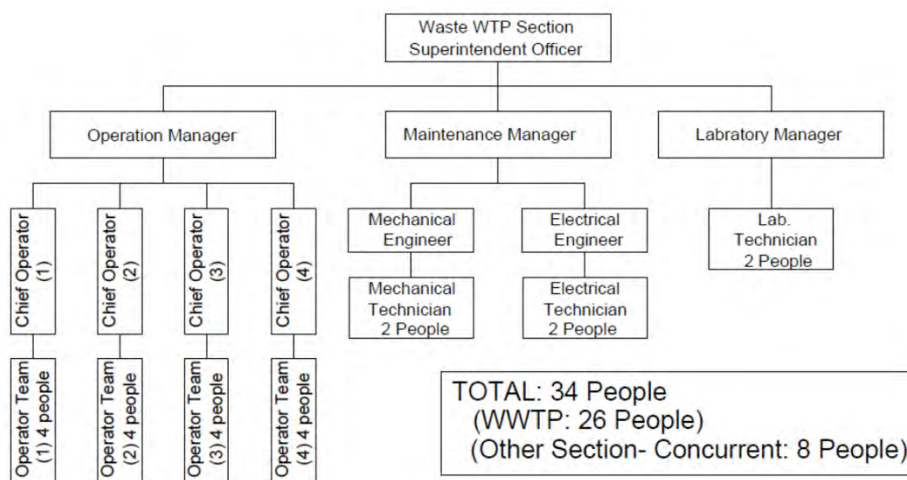 Waste WTP Section
Superintendent Officer
Operation Manager
Maintenance Manager
Labratory Manager
Chief Operator
(1)
Chief Operator
(2)
Chief Operator
(3)
Chief Operator
(4)
Mechanical
Engineer
Electrical
Engineer
Lab.
Technician
2 People
Mechanical
Technician
2 People
Electrical
Technician
2 People
Operator Team
(1) 4 people
Operator Team
(2) 4 people
Operator Team
(3) 4 people
Operator Team
(4) 4 people
TOTAL: 34 People
(WWTP: 26 People)
(Other Section- Concurrent: 8 People)